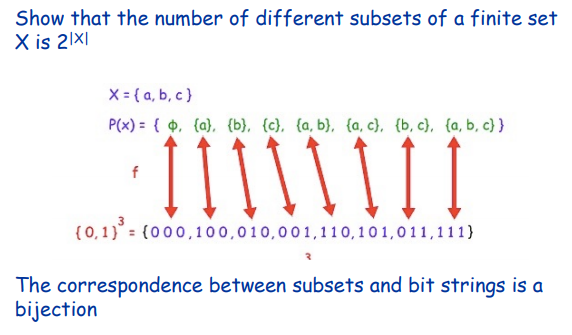 Show that the number of different subsets of a finite set
X is 2|X|
X = { a, b, c }
P(x) = { ϕ, {a}, {b}, {c}, {a, b}, {a, c}, {b, c}, {a, b, c} }
f
{0,1}³ = {000,100,010,001,110,101,011,111}
3
The correspondence between subsets and bit strings is a
bijection